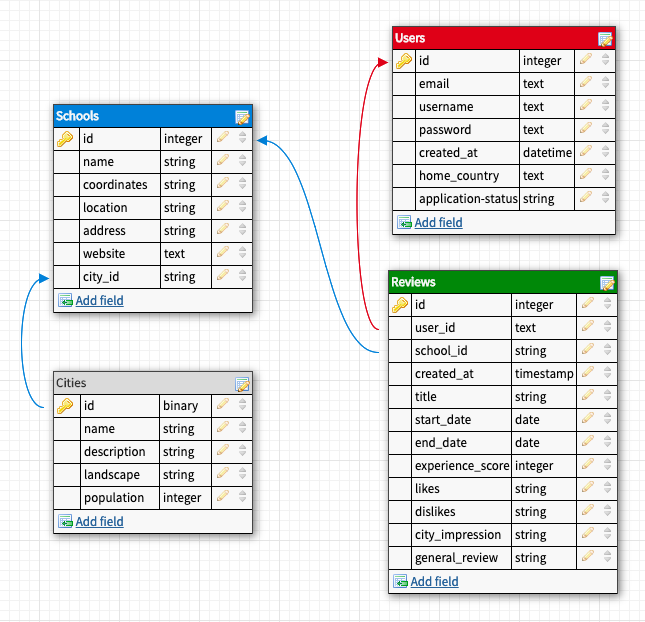 Users
id integer
email text
username text
password text
created_at datetime
home_country text
application-status string
Add field
Schools
id integer
name string
coordinates string
location string
address string
website text
city_id string
Add field
Reviews
id integer
user_id text
school_id string
created_at timestamp
title string
start_date date
end_date date
experience_score integer
likes string
dislikes string
city_impression string
general_review string
Add field
Cities
id binary
name string
description string
landscape string
population integer
Add field